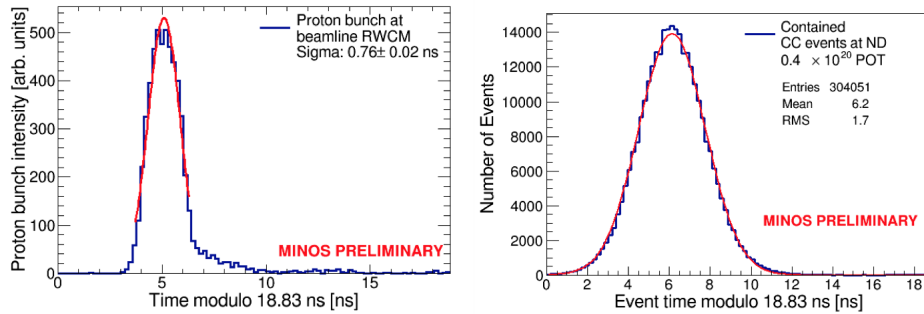 Proton bunch intensity [arb. units]
500
400
300
200
100
0
Proton bunch at
beamline RWCM
Sigma: 0.76± 0.02 ns
MINOS PRELIMINARY
5
10
15
Time modulo 18.83 ns [ns]
Number of Events
14000
12000
10000
8000
6000
4000
2000
0
Contained
CC events at ND
0.4 × 10²⁰ POT
Entries 304051
Mean 6.2
RMS 1.7
MINOS PRELIMINARY
0 2 4 6 8 10 12 14 16 18
Event time modulo 18.83 ns [ns]